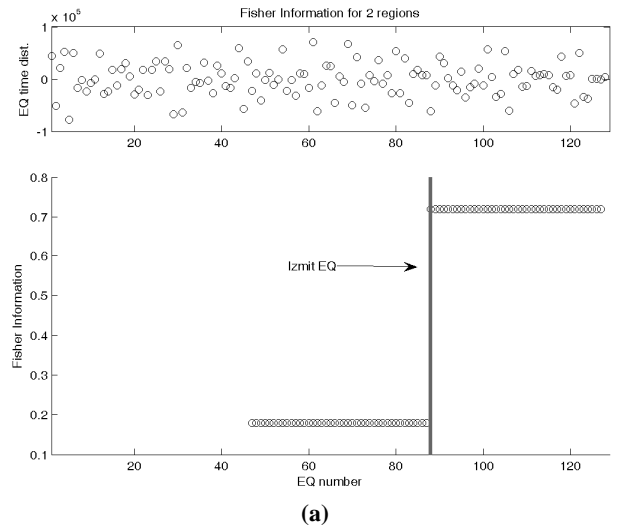 Fisher Information for 2 regions
x 10⁵
EQ time dist.
1
0
-1
20 40 60 80 100 120
Fisher Information
0.8
0.7
0.6
0.5
0.4
0.3
0.2
0.1
Izmit EQ
20 40 60 80 100 120
EQ number
(a)